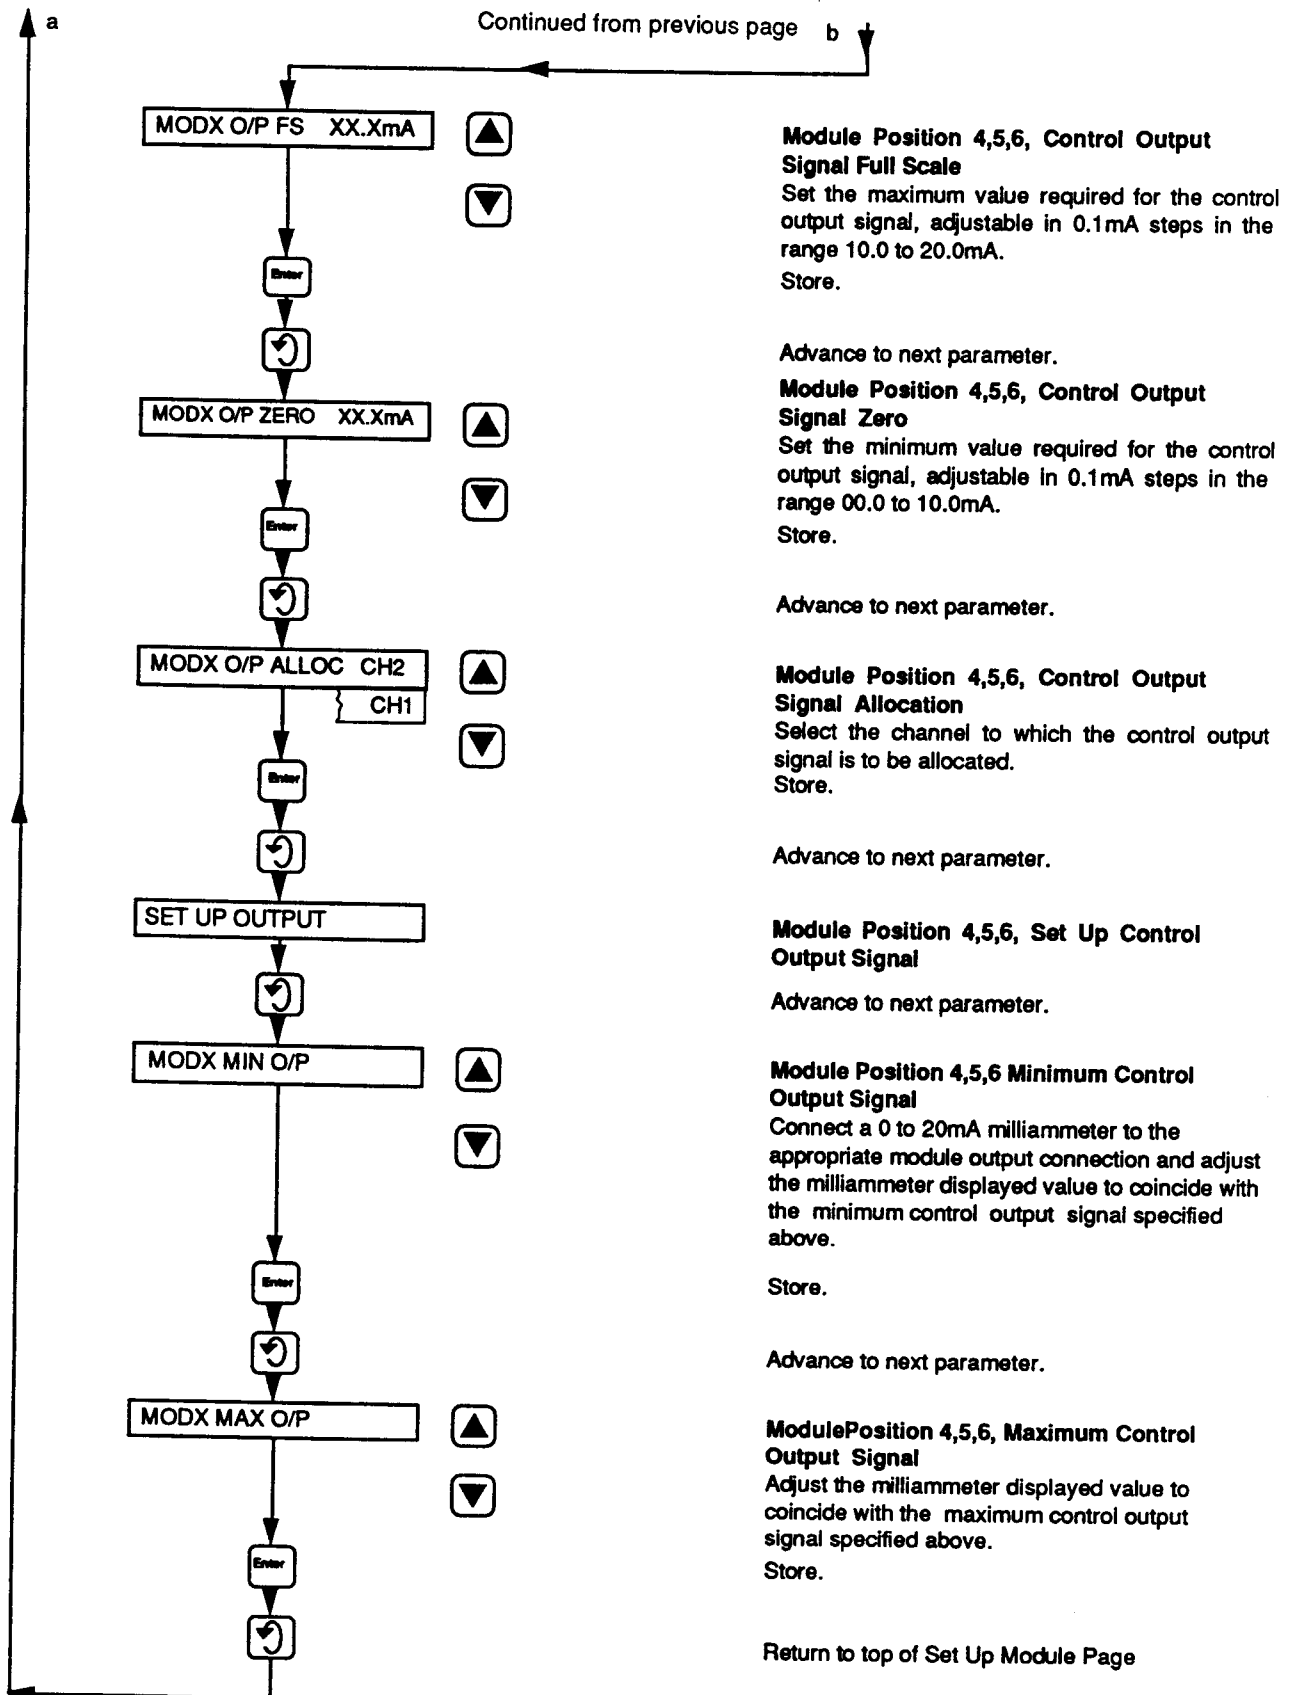 a
Continued from previous page
b
MODX O/P FS XX.XmA
Module Position 4,5,6, Control Output
Signal Full Scale
Set the maximum value required for the control
output signal, adjustable in 0.1mA steps in the
range 10.0 to 20.0mA.
Enter
Store.
Advance to next parameter.
MODX O/P ZERO XX.XmA
Module Position 4,5,6, Control Output
Signal Zero
Set the minimum value required for the control
output signal, adjustable in 0.1mA steps in the
range 00.0 to 10.0mA.
Enter
Store.
Advance to next parameter.
MODX O/P ALLOC CH2
CH1
Module Position 4,5,6, Control Output
Signal Allocation
Select the channel to which the control output
signal is to be allocated.
Enter
Store.
Advance to next parameter.
SET UP OUTPUT
Module Position 4,5,6, Set Up Control
Output Signal
Advance to next parameter.
MODX MIN O/P
Module Position 4,5,6 Minimum Control
Output Signal
Connect a 0 to 20mA milliammeter to the
appropriate module output connection and adjust
the milliammeter displayed value to coincide with
the minimum control output signal specified
above.
Enter
Store.
Advance to next parameter.
MODX MAX O/P
ModulePosition 4,5,6, Maximum Control
Output Signal
Adjust the milliammeter displayed value to
coincide with the maximum control output
signal specified above.
Enter
Store.
Return to top of Set Up Module Page